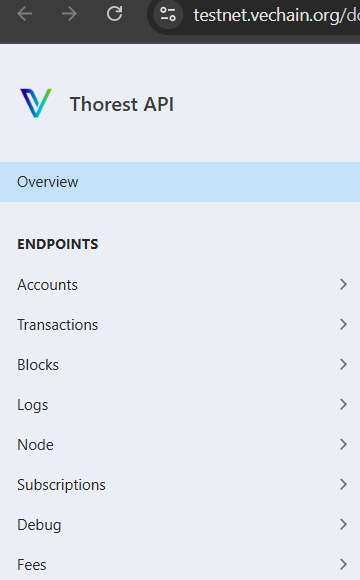 testnet.vechain.org/do
Thorest API
Overview
ENDPOINTS
Accounts
Transactions
Blocks
Logs
Node
Subscriptions
Debug
Fees